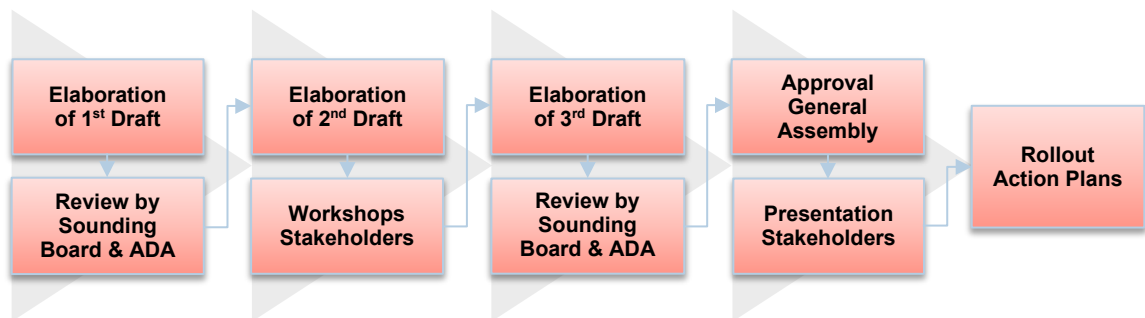 Elaboration
of 1st Draft
Review by
Sounding
Board & ADA
Elaboration
of 2nd Draft
Workshops
Stakeholders
Elaboration
of 3rd Draft
Review by
Sounding
Board & ADA
Approval
General
Assembly
Presentation
Stakeholders
Rollout
Action Plans